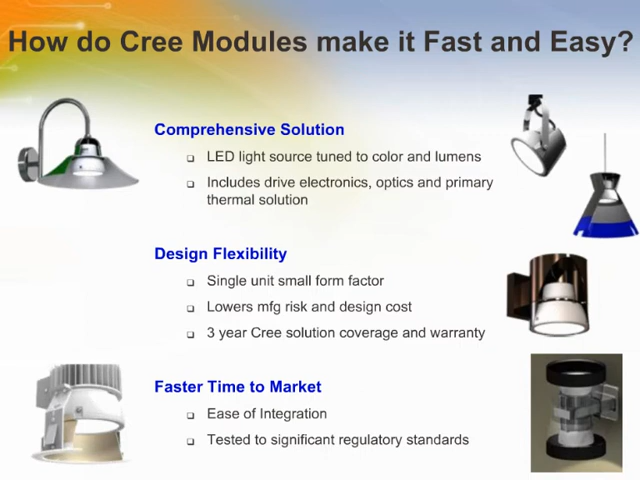 How do Cree Modules make it Fast and Easy?
Comprehensive Solution
LED light source tuned to color and lumens
Includes drive electronics, optics and primary
thermal solution
Design Flexibility
Single unit small form factor
Lowers mfg risk and design cost
3 year Cree solution coverage and warranty
Faster Time to Market
Ease of Integration
Tested to significant regulatory standards